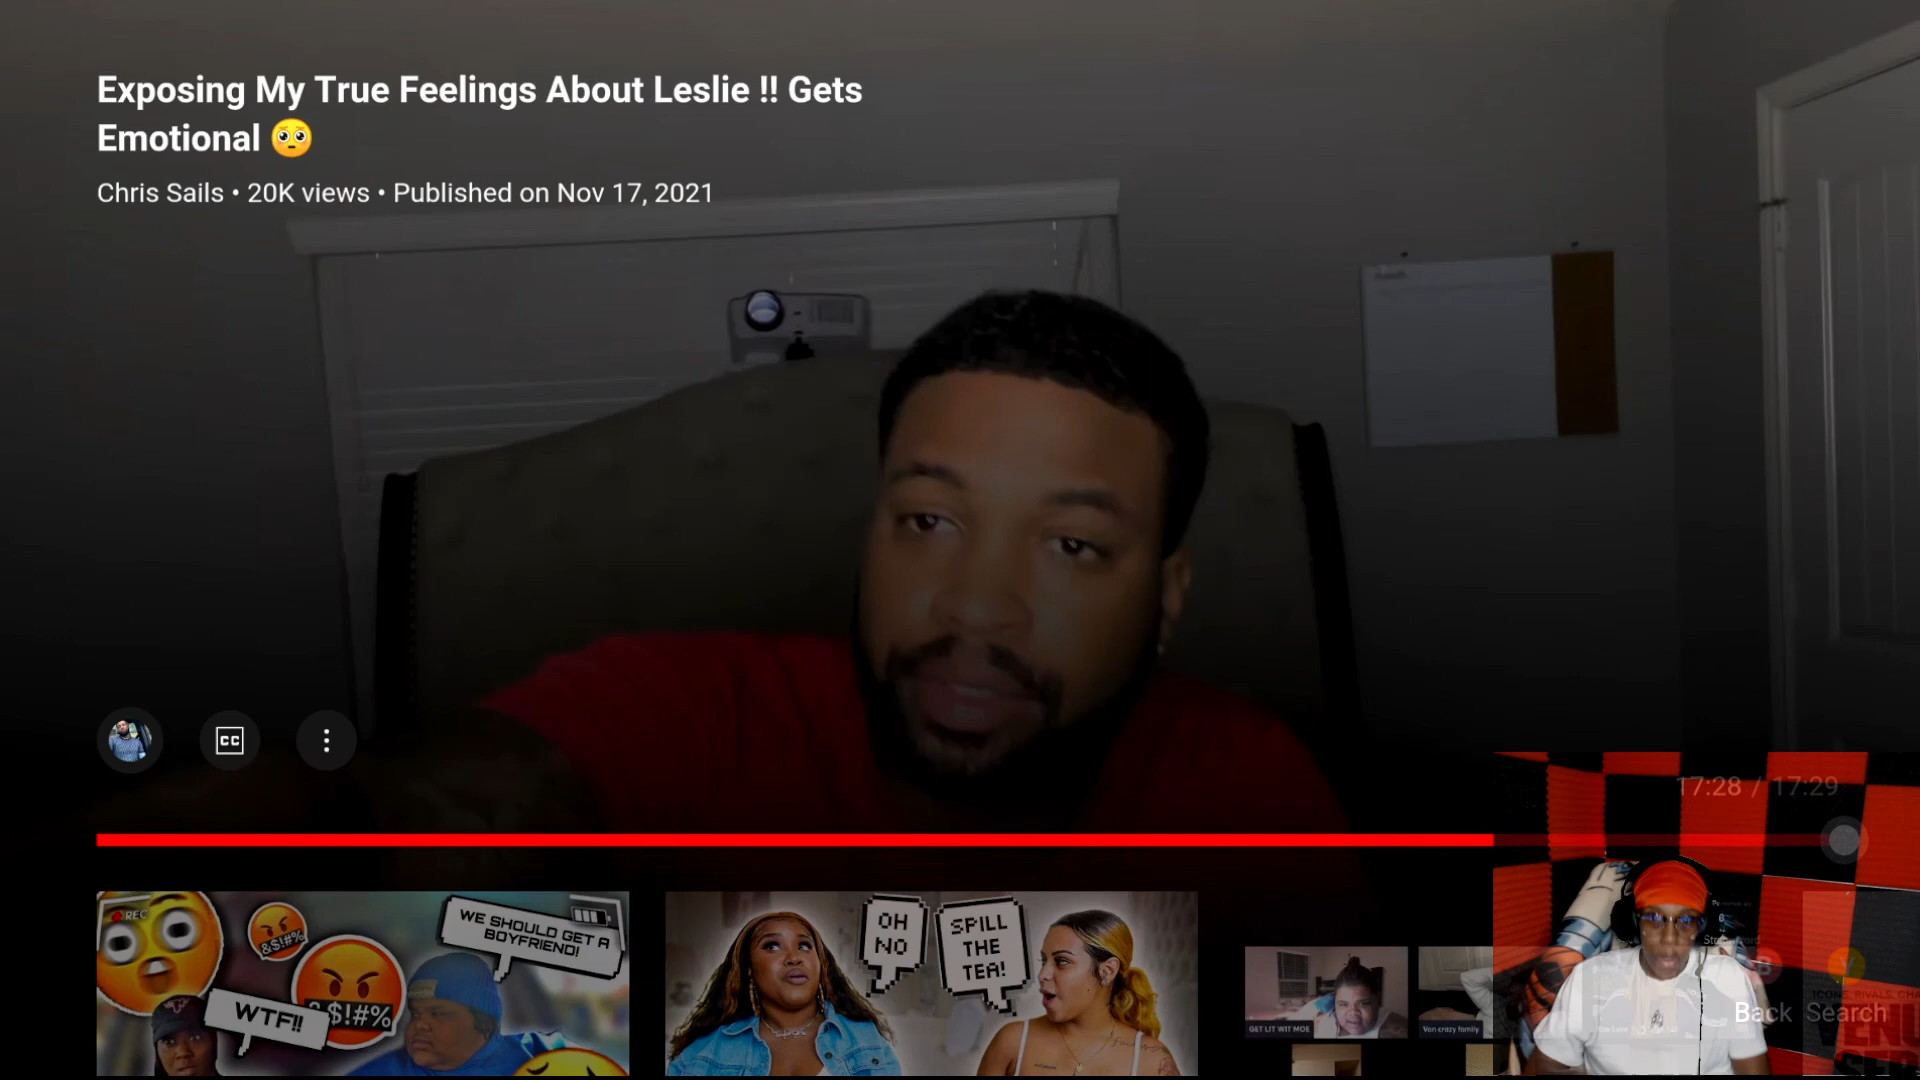 Exposing My True Feelings About Leslie !! Gets
Emotional 🥺
Chris Sails • 20K views • Published on Nov 17, 2021
CC
17:28 / 17:29
REC
&$!#%
WE SHOULD GET A
BOYFRIEND!
WTF!!
$!#%
OH
NO
SPILL
THE
TEA!
GET LIT WIT MOE
Von crazy family
B
Y
Back
Search